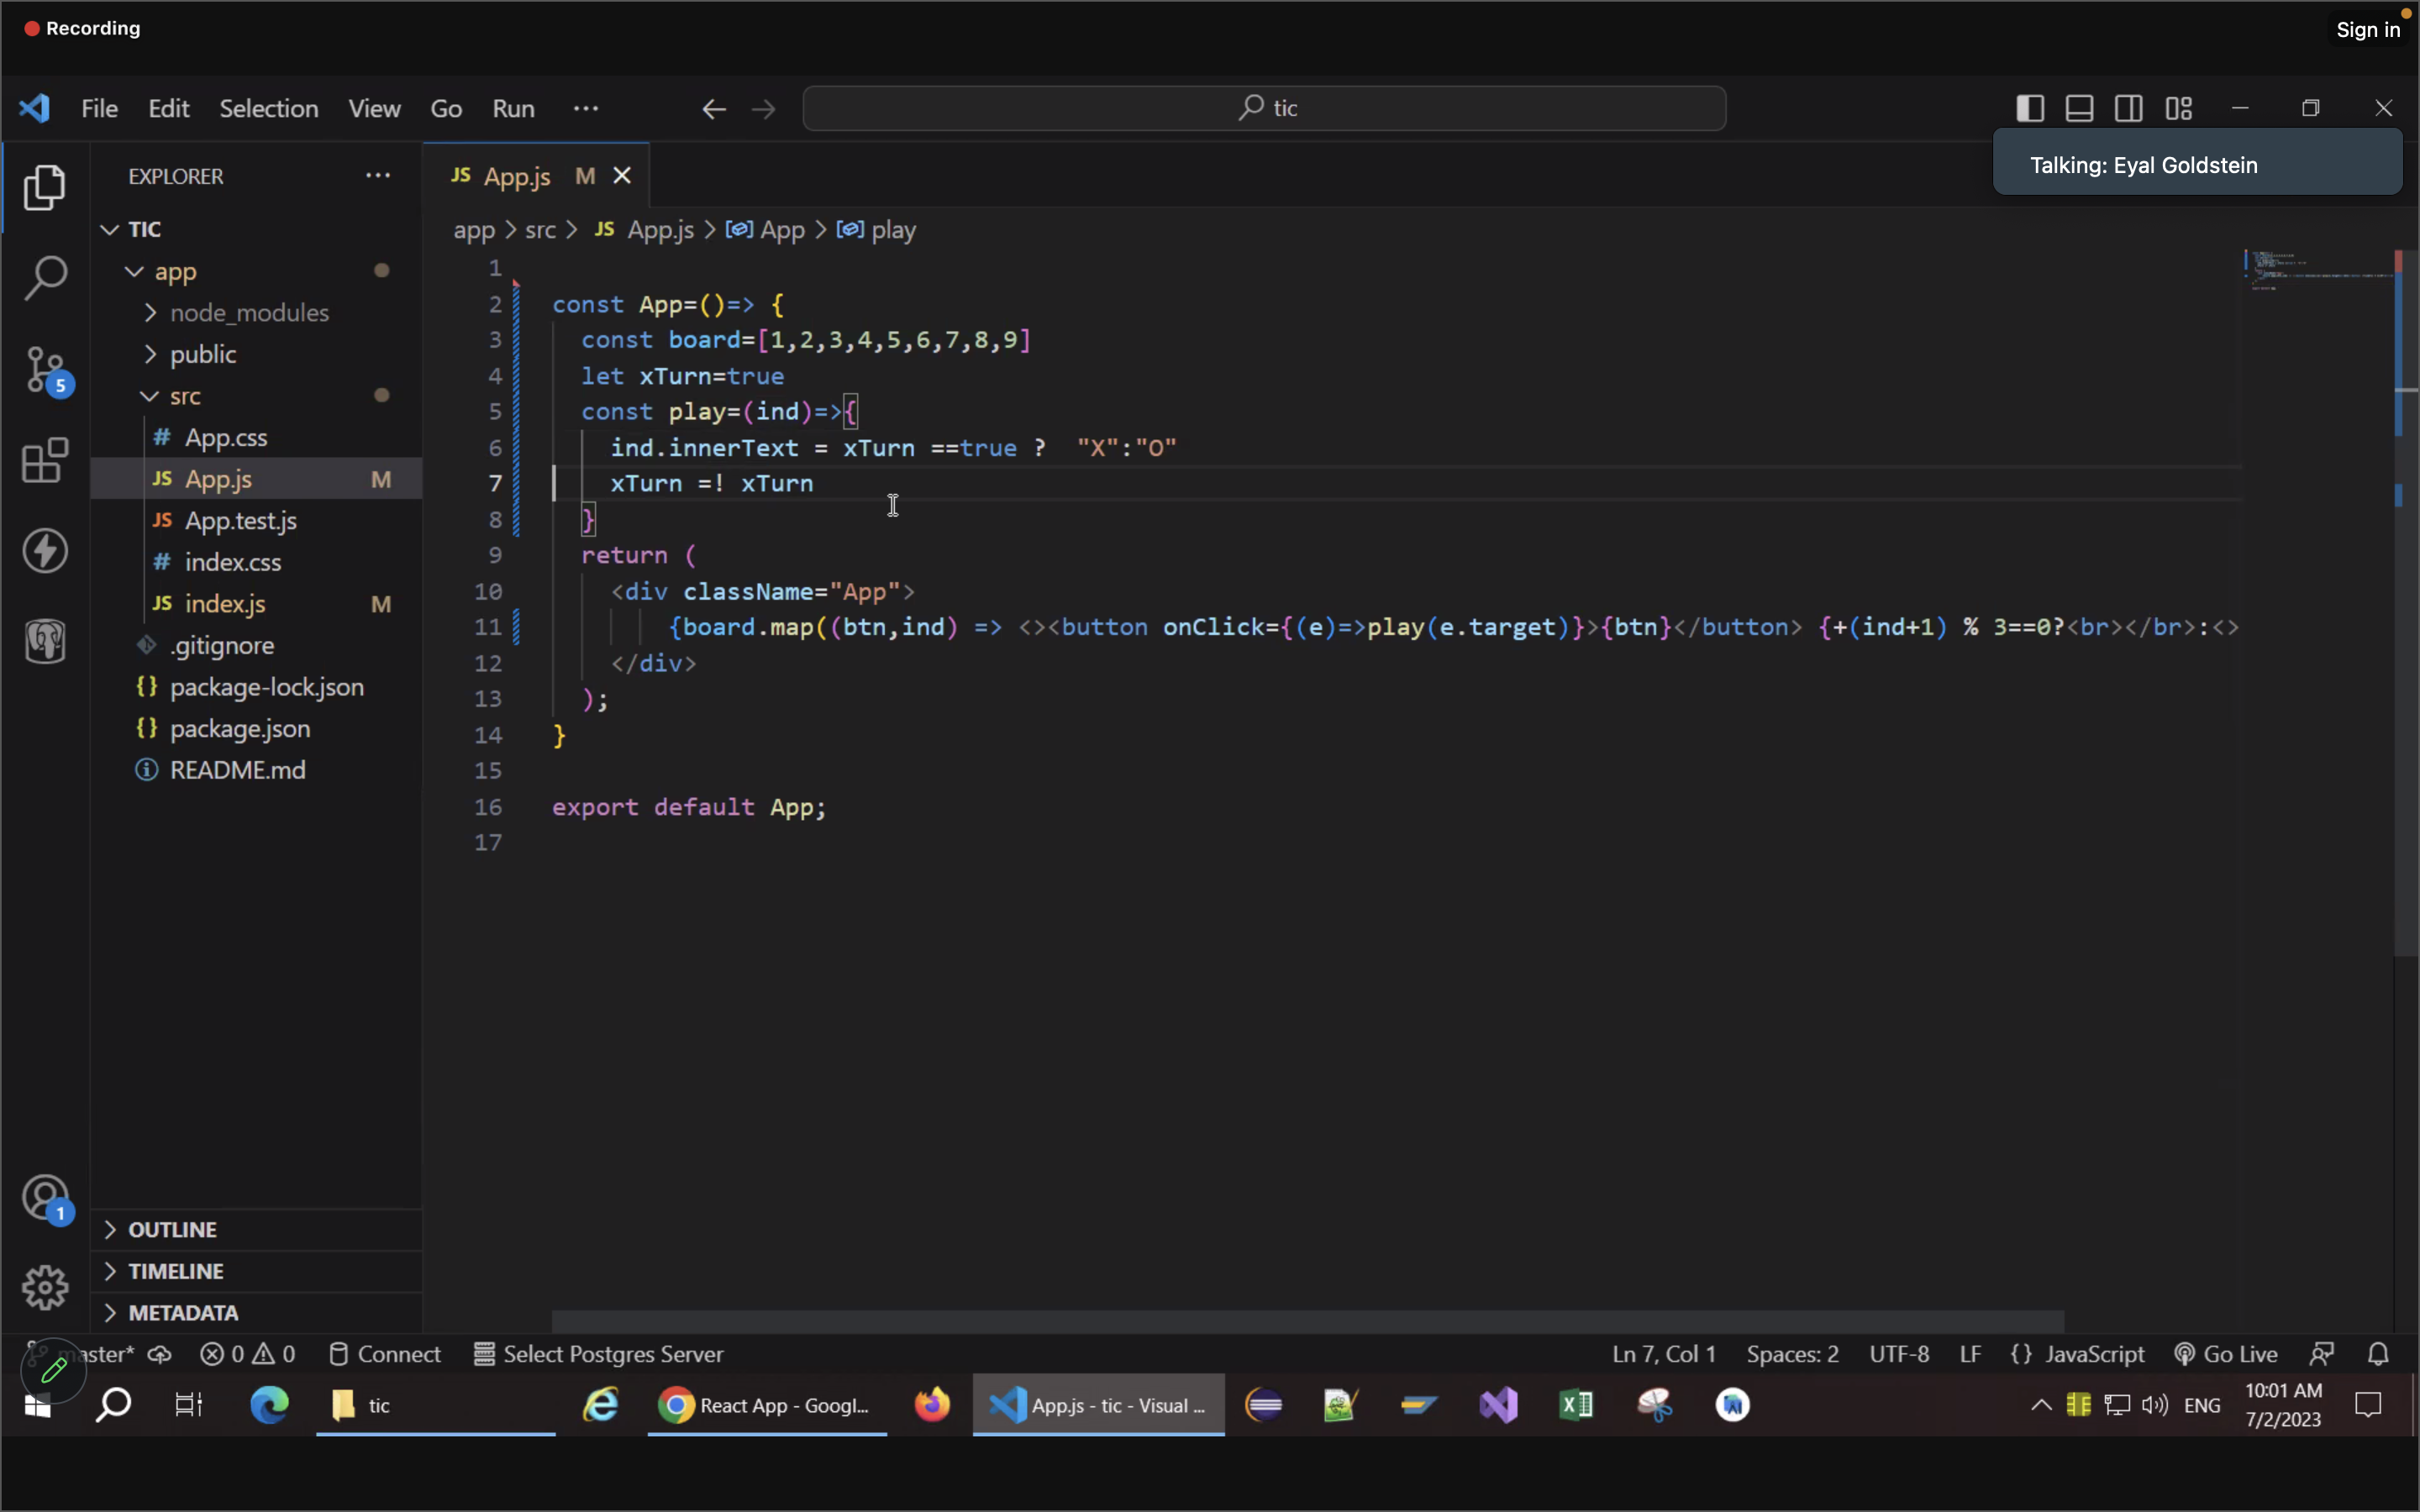 Recording
Sign in
File Edit Selection View Go Run ··· tic
Talking: Eyal Goldstein
EXPLORER ···
JS App.js M
TIC
app > src > JS App.js > App > play
app
node_modules
public
src
# App.css
JS App.js M
JS App.test.js
# index.css
JS index.js M
.gitignore
{} package-lock.json
{} package.json
README.md
5
1
OUTLINE
TIMELINE
METADATA
1
2 const App=()=> {
3 const board=[1,2,3,4,5,6,7,8,9]
4 let xTurn=true
5 const play=(ind)=>{
6 ind.innerText = xTurn ==true ?  "X":"O"
7 xTurn =! xTurn
8 }
9 return (
10 <div className="App">
11 {board.map((btn,ind) => <><button onClick={(e)=>play(e.target)}>{btn}</button> {+(ind+1) % 3==0?<br></br>:<>
12 </div>
13 );
14 }
15
16 export default App;
17
master* 0 0 Connect Select Postgres Server Ln 7, Col 1 Spaces: 2 UTF-8 LF {} JavaScript Go Live
tic React App - Googl... App.js - tic - Visual ... ENG 10:01 AM
7/2/2023